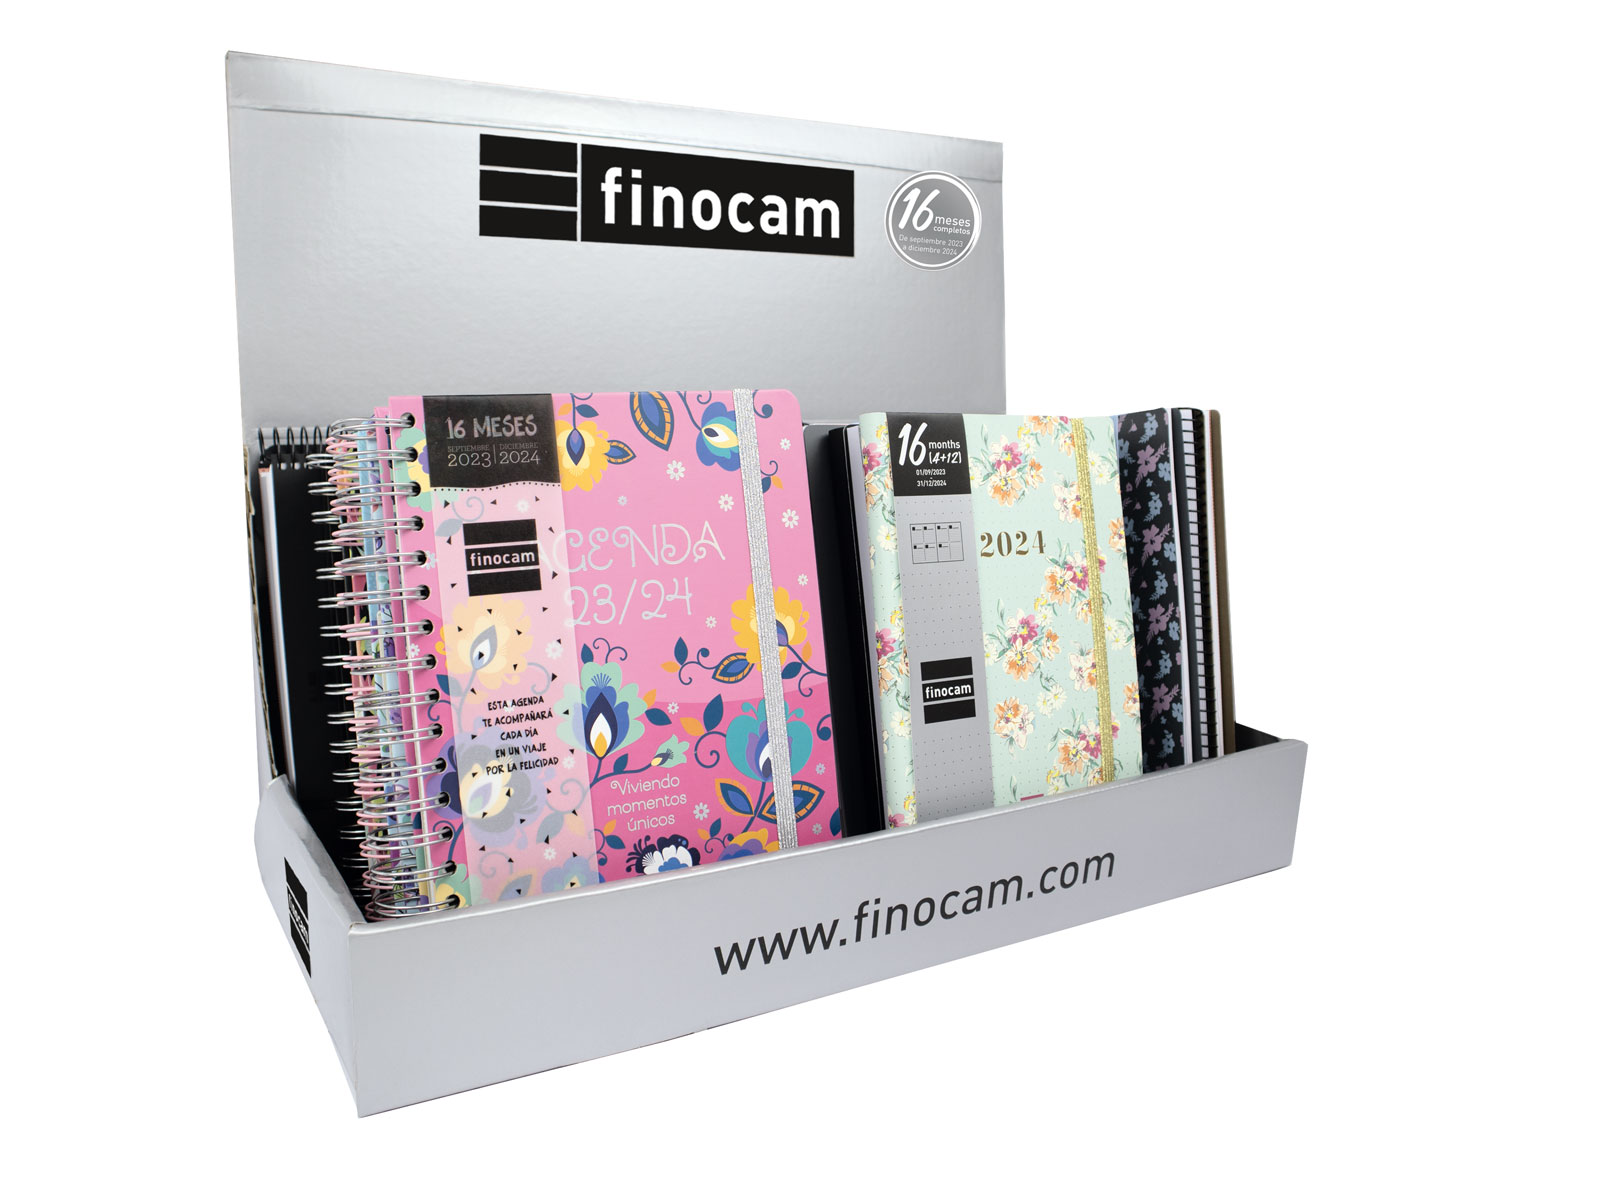 finocam
16 meses
completos
De septiembre 2023
a diciembre 2024
16 MESES
SEPTIEMBRE DICIEMBRE
2023 2024
finocam
AGENDA
23/24
ESTA AGENDA
TE ACOMPAÑARÁ
CADA DÍA
EN UN VIAJE
POR LA FELICIDAD
Viviendo
momentos
únicos
16 months
(4+12)
01/09/2023
31/12/2024
2024
finocam
www.finocam.com
finocam